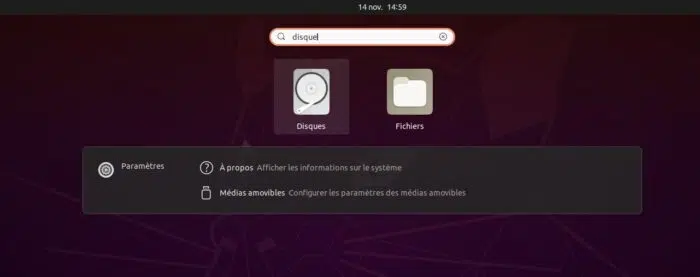 14 nov. 14:59
disque
Disques
Fichiers
Paramètres
À propos Afficher les informations sur le système
Médias amovibles Configurer les paramètres des médias amovibles